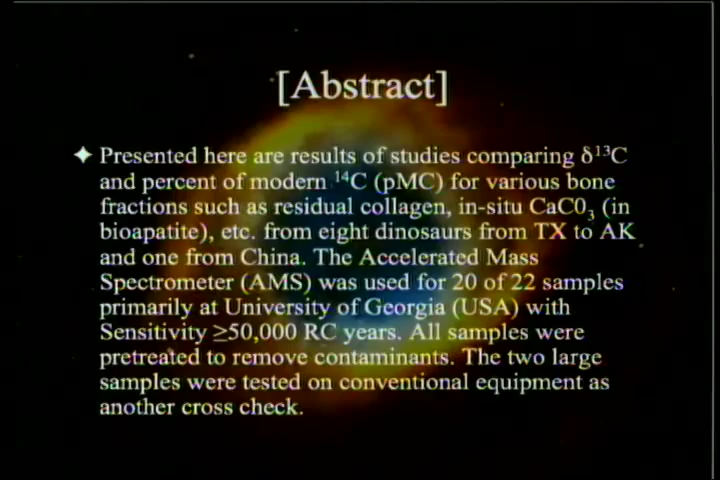 [Abstract]
✦ Presented here are results of studies comparing δ¹³C
and percent of modern ¹⁴C (pMC) for various bone
fractions such as residual collagen, in-situ CaC0₃ (in
bioapatite), etc. from eight dinosaurs from TX to AK
and one from China. The Accelerated Mass
Spectrometer (AMS) was used for 20 of 22 samples
primarily at University of Georgia (USA) with
Sensitivity ≥50,000 RC years. All samples were
pretreated to remove contaminants. The two large
samples were tested on conventional equipment as
another cross check.